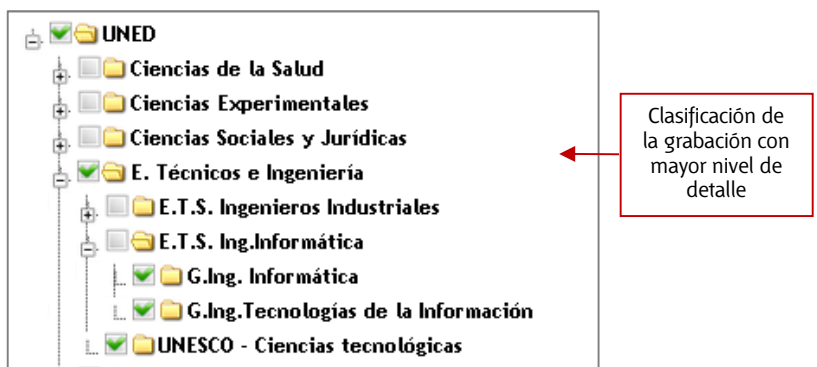 UNED
Ciencias de la Salud
Ciencias Experimentales
Ciencias Sociales y Jurídicas
E. Técnicos e Ingeniería
E.T.S. Ingenieros Industriales
E.T.S. Ing.Informática
G.Ing. Informática
G.Ing.Tecnologías de la Información
UNESCO - Ciencias tecnológicas
Clasificación de
la grabación con
mayor nivel de
detalle